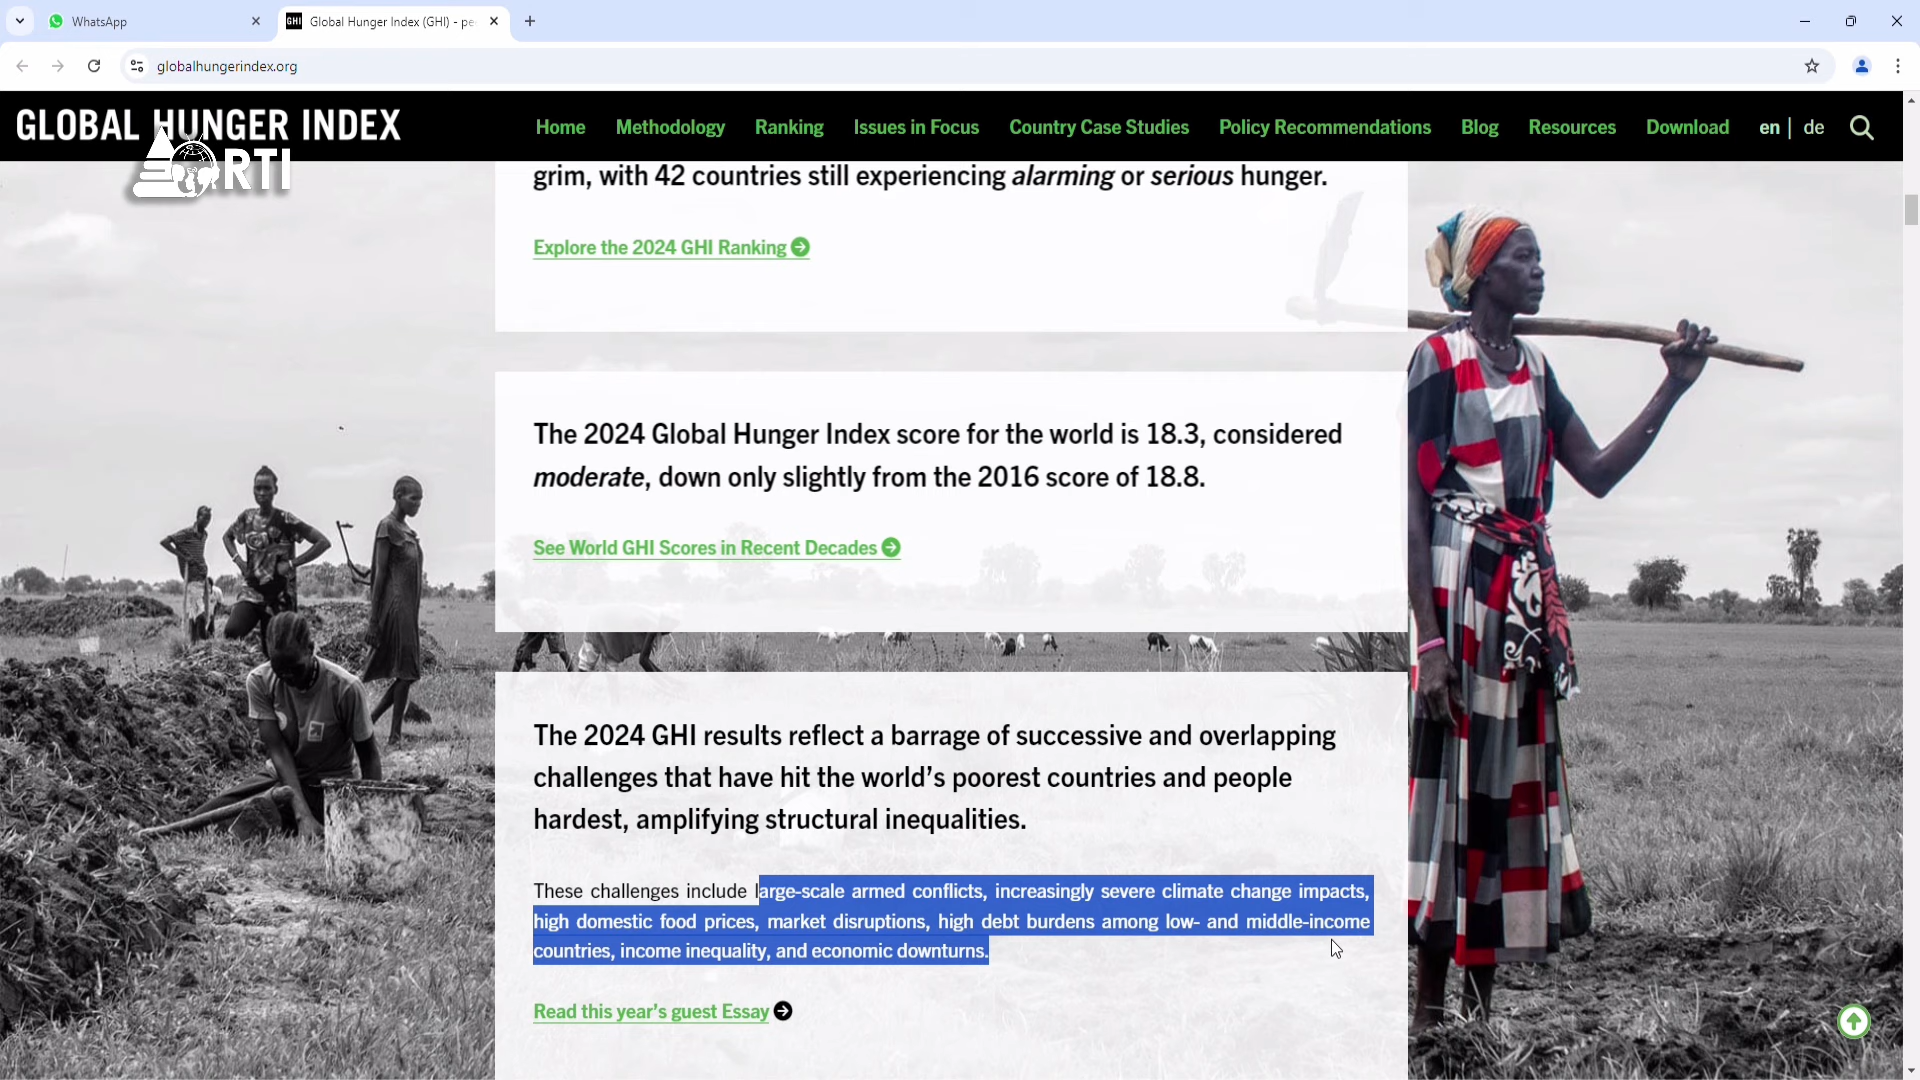 WhatsApp
GHI Global Hunger Index (GHI) - pe
globalhungerindex.org
GLOBAL HUNGER INDEX
Home Methodology Ranking Issues in Focus Country Case Studies Policy Recommendations Blog Resources Download en | de
RTI
grim, with 42 countries still experiencing alarming or serious hunger.
Explore the 2024 GHI Ranking
The 2024 Global Hunger Index score for the world is 18.3, considered
moderate, down only slightly from the 2016 score of 18.8.
See World GHI Scores in Recent Decades
The 2024 GHI results reflect a barrage of successive and overlapping
challenges that have hit the world’s poorest countries and people
hardest, amplifying structural inequalities.
These challenges include large-scale armed conflicts, increasingly severe climate change impacts,
high domestic food prices, market disruptions, high debt burdens among low- and middle-income
countries, income inequality, and economic downturns.
Read this year’s guest Essay